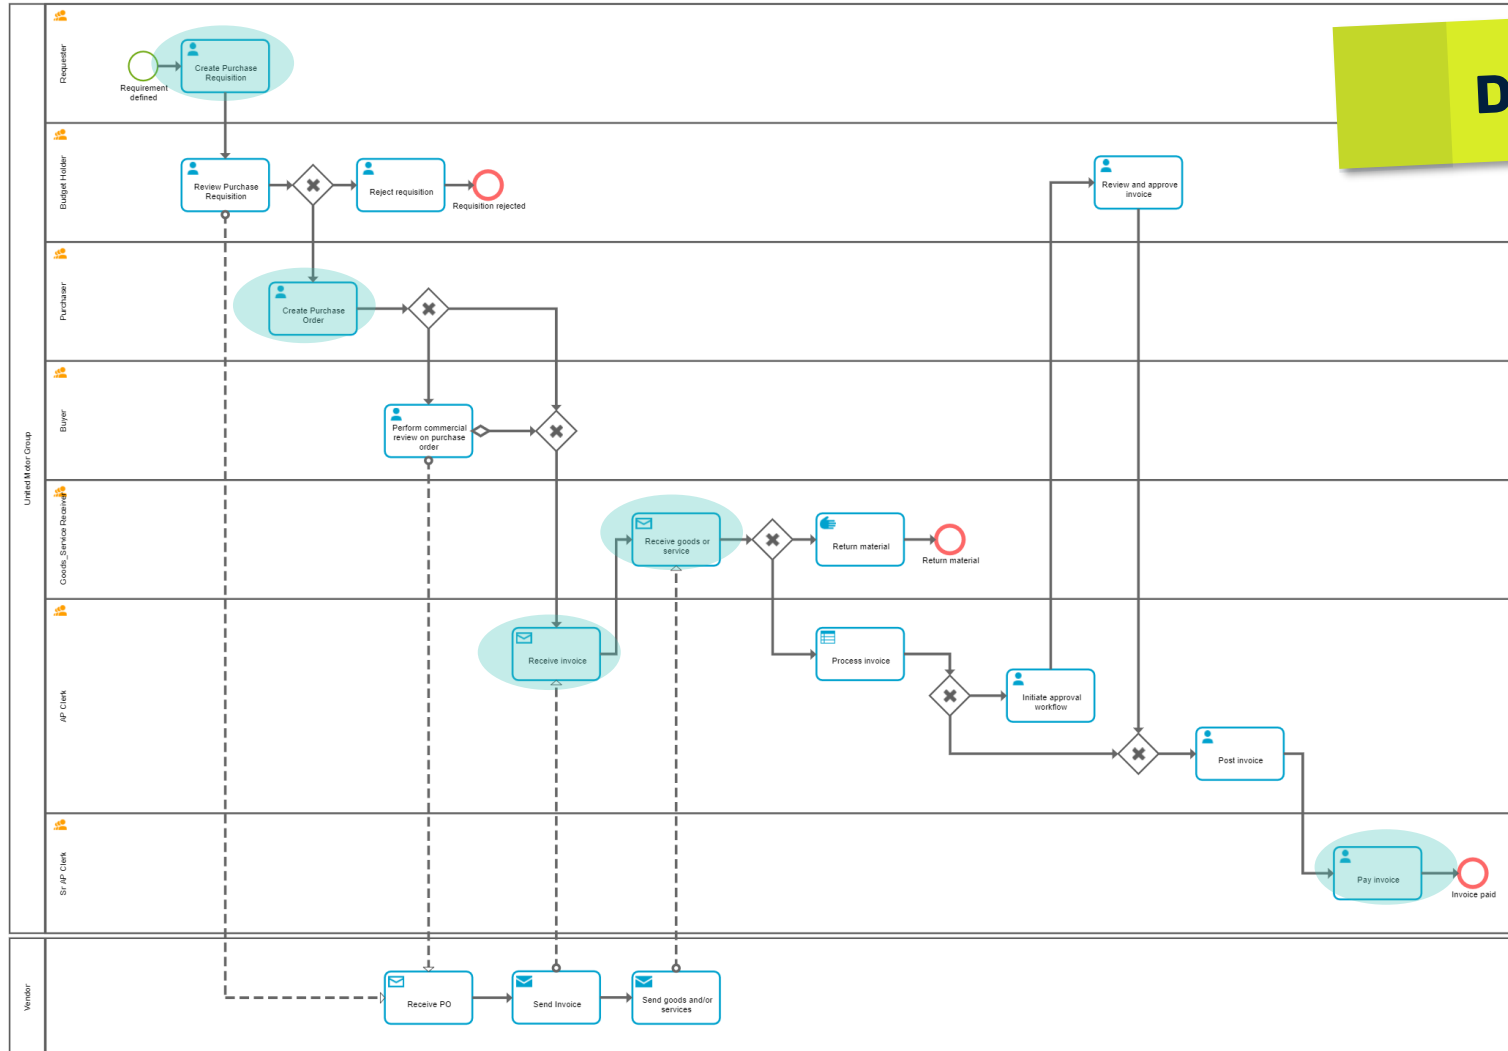 United Motor Group
Requester
Requirement
defined
Create Purchase
Requisition
D
Budget Holder
Review Purchase
Requisition
Reject requisition
Requisition rejected
Review and approve
invoice
Purchaser
Create Purchase
Order
Buyer
Perform commercial
review on purchase
order
Goods_Service Receiver
Receive goods or
service
Return material
Return material
AP Clerk
Receive invoice
Process invoice
Initiate approval
workflow
Post invoice
Sr AP Clerk
Pay invoice
Invoice paid
Vendor
Receive PO
Send Invoice
Send goods and/or
services